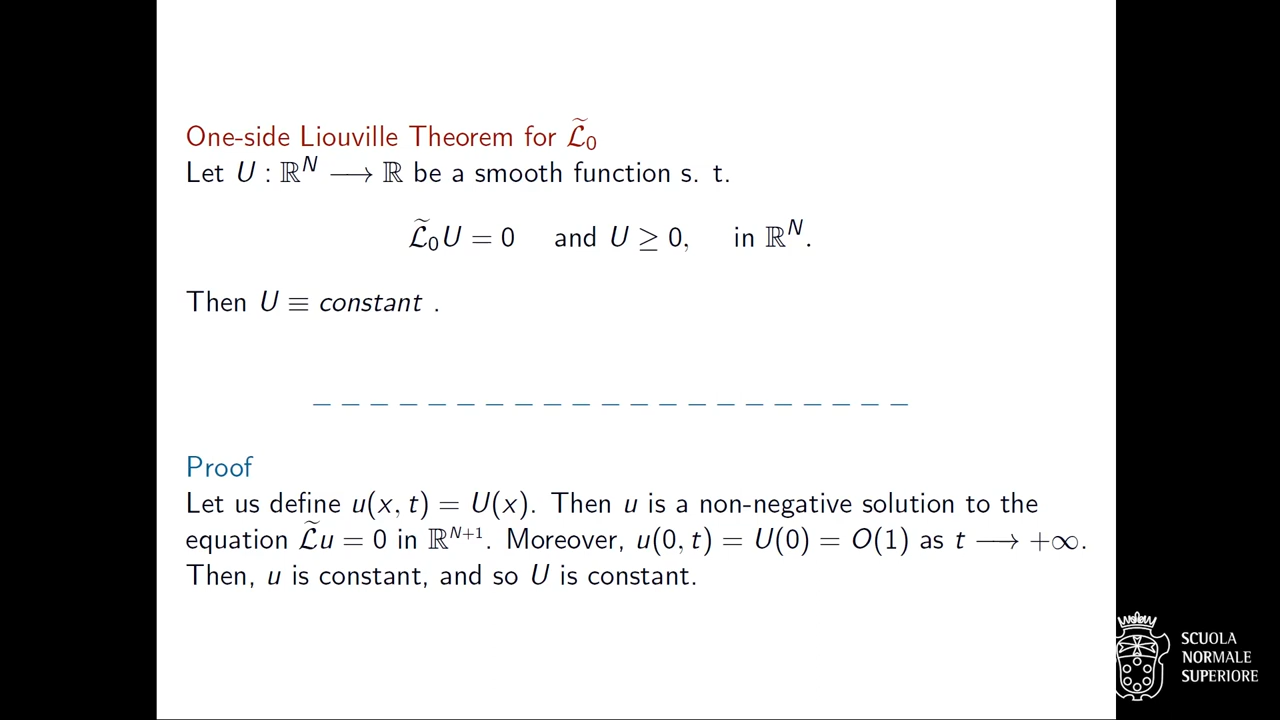 One-side Liouville Theorem for $\widetilde{\mathcal{L}}_0$
Let $U : \mathbb{R}^N \longrightarrow \mathbb{R}$ be a smooth function s. t.
$\widetilde{\mathcal{L}}_0 U = 0$ and $U \geq 0,$ in $\mathbb{R}^N.$
Then $U \equiv$ constant .
Proof
Let us define $u(x, t) = U(x)$. Then $u$ is a non-negative solution to the
equation $\widetilde{\mathcal{L}} u = 0$ in $\mathbb{R}^{N+1}$. Moreover, $u(0, t) = U(0) = O(1)$ as $t \longrightarrow +\infty$.
Then, $u$ is constant, and so $U$ is constant.
SCUOLA
NORMALE
SUPERIORE